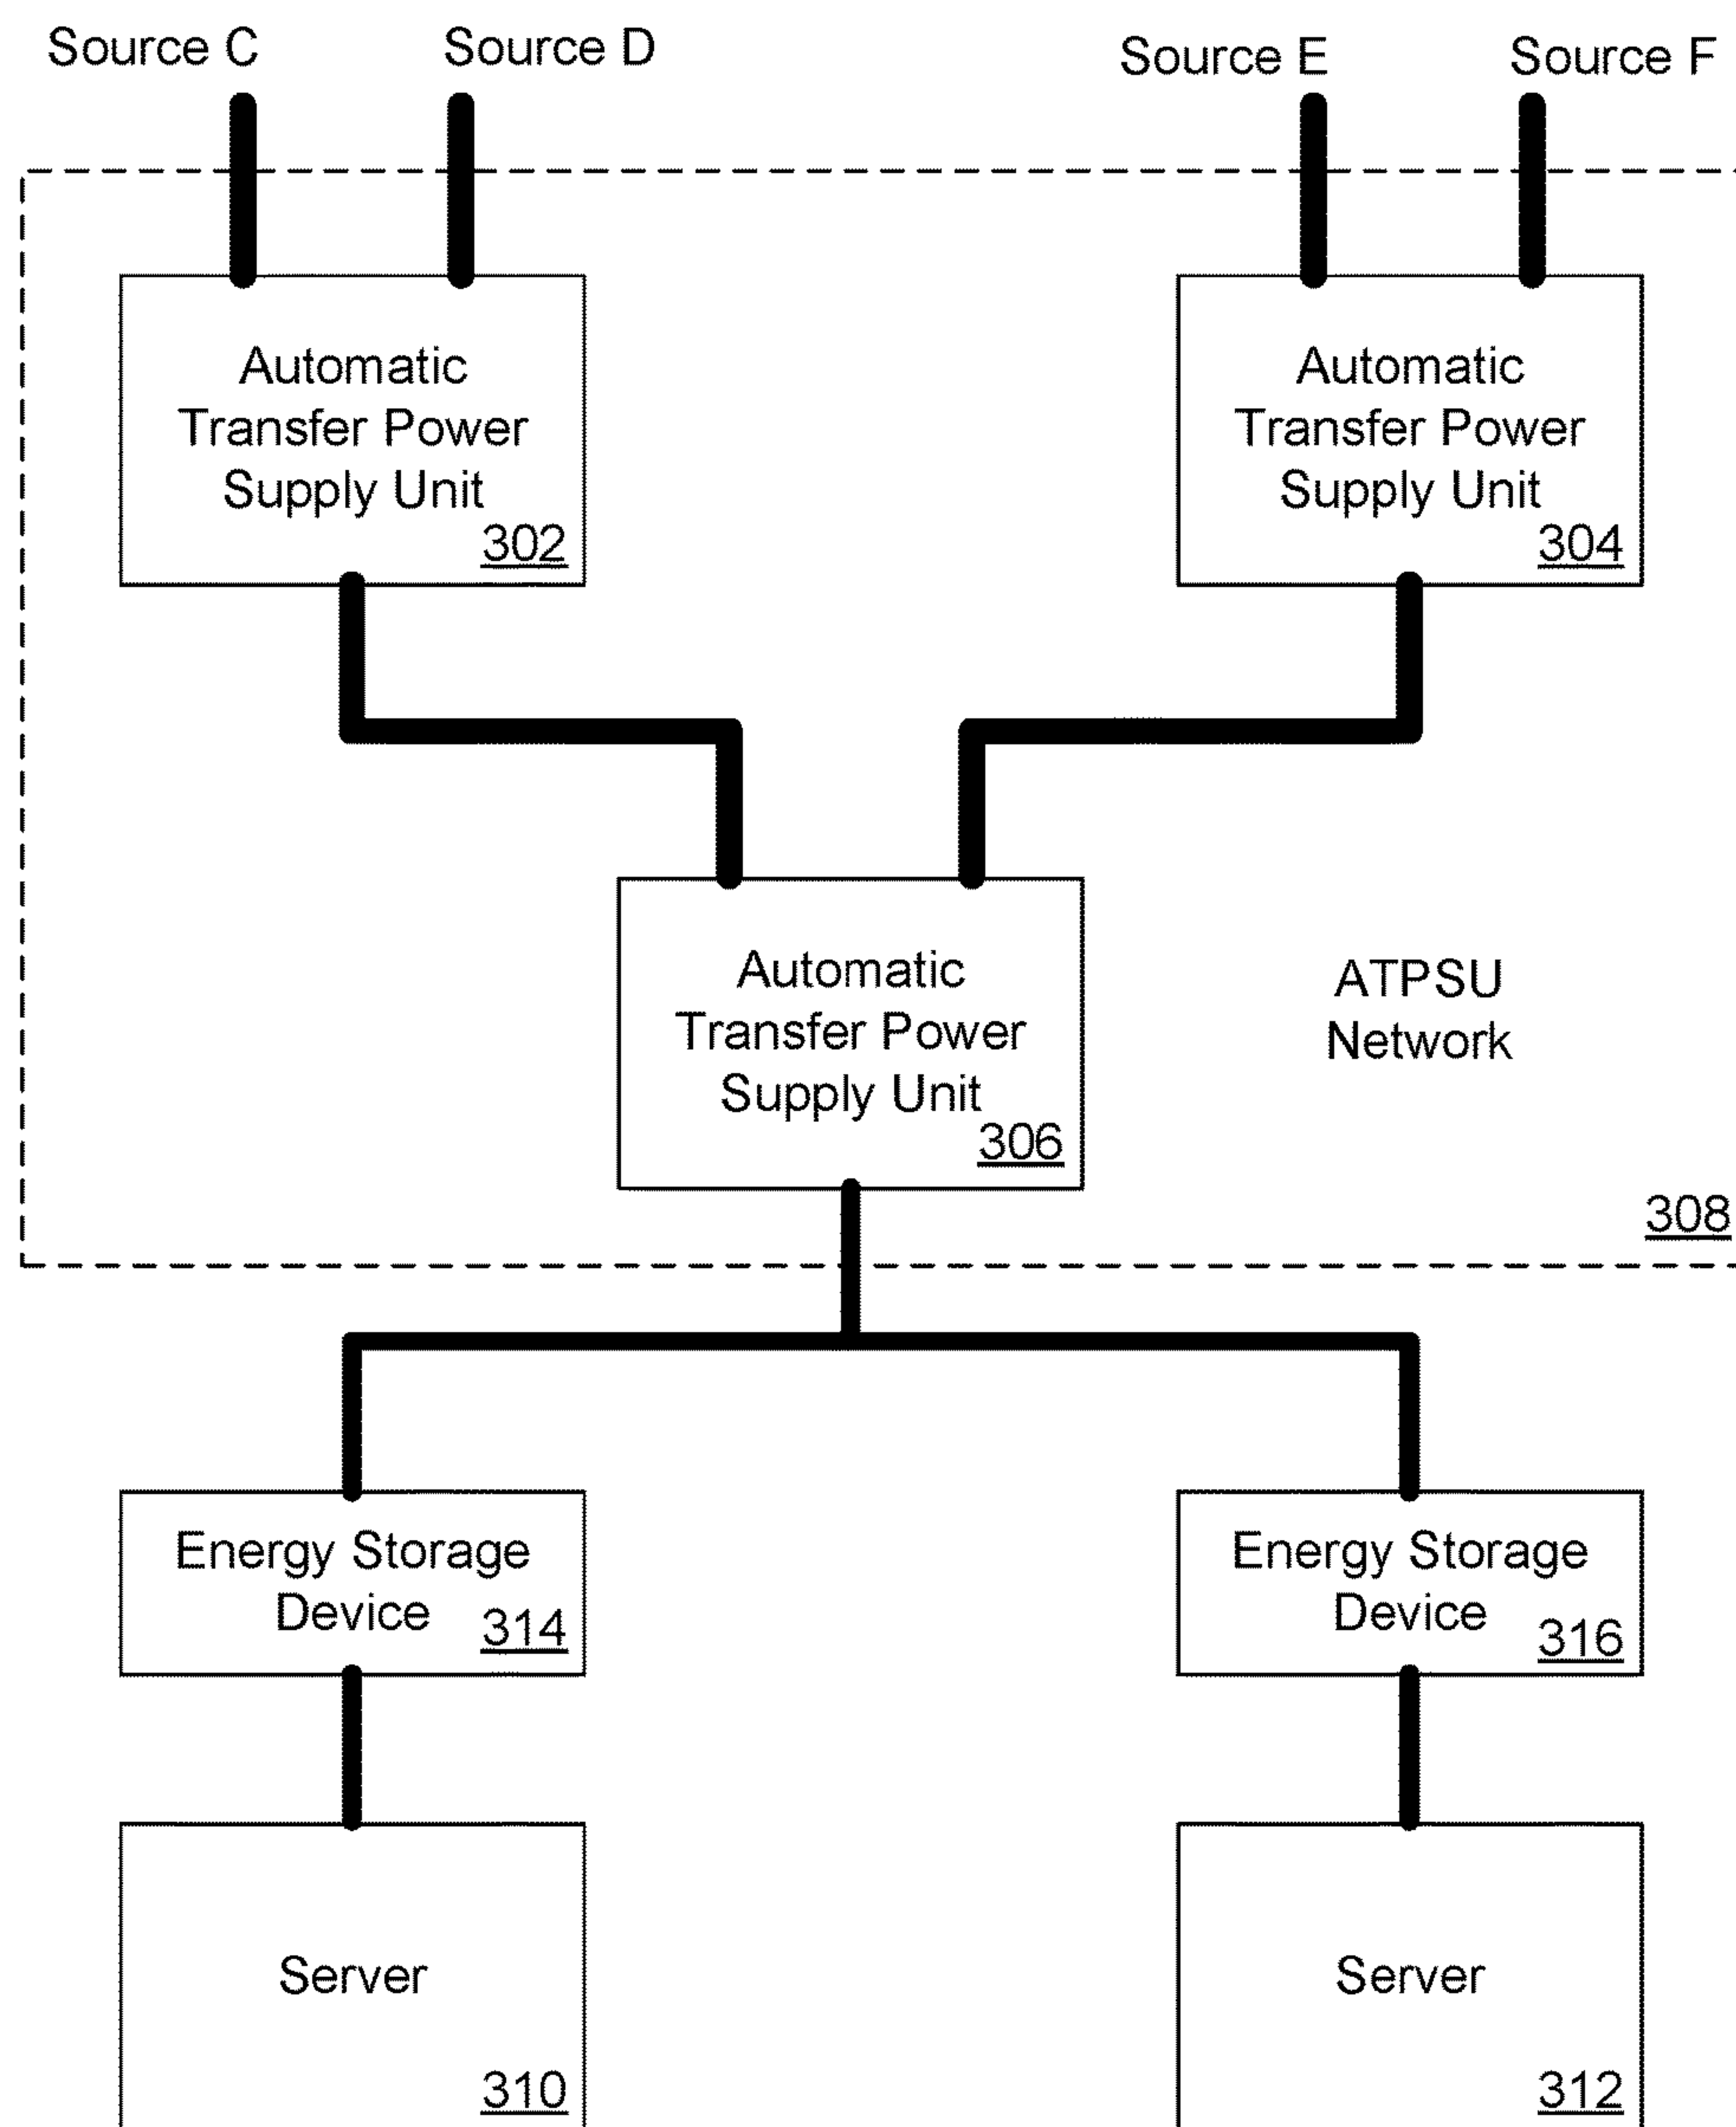 Source C
Source D
Source E
Source F
Automatic
Transfer Power
Supply Unit
302
Automatic
Transfer Power
Supply Unit
304
Automatic
Transfer Power
Supply Unit
306
ATPSU
Network
308
Energy Storage
Device
314
Energy Storage
Device
316
Server
310
Server
312